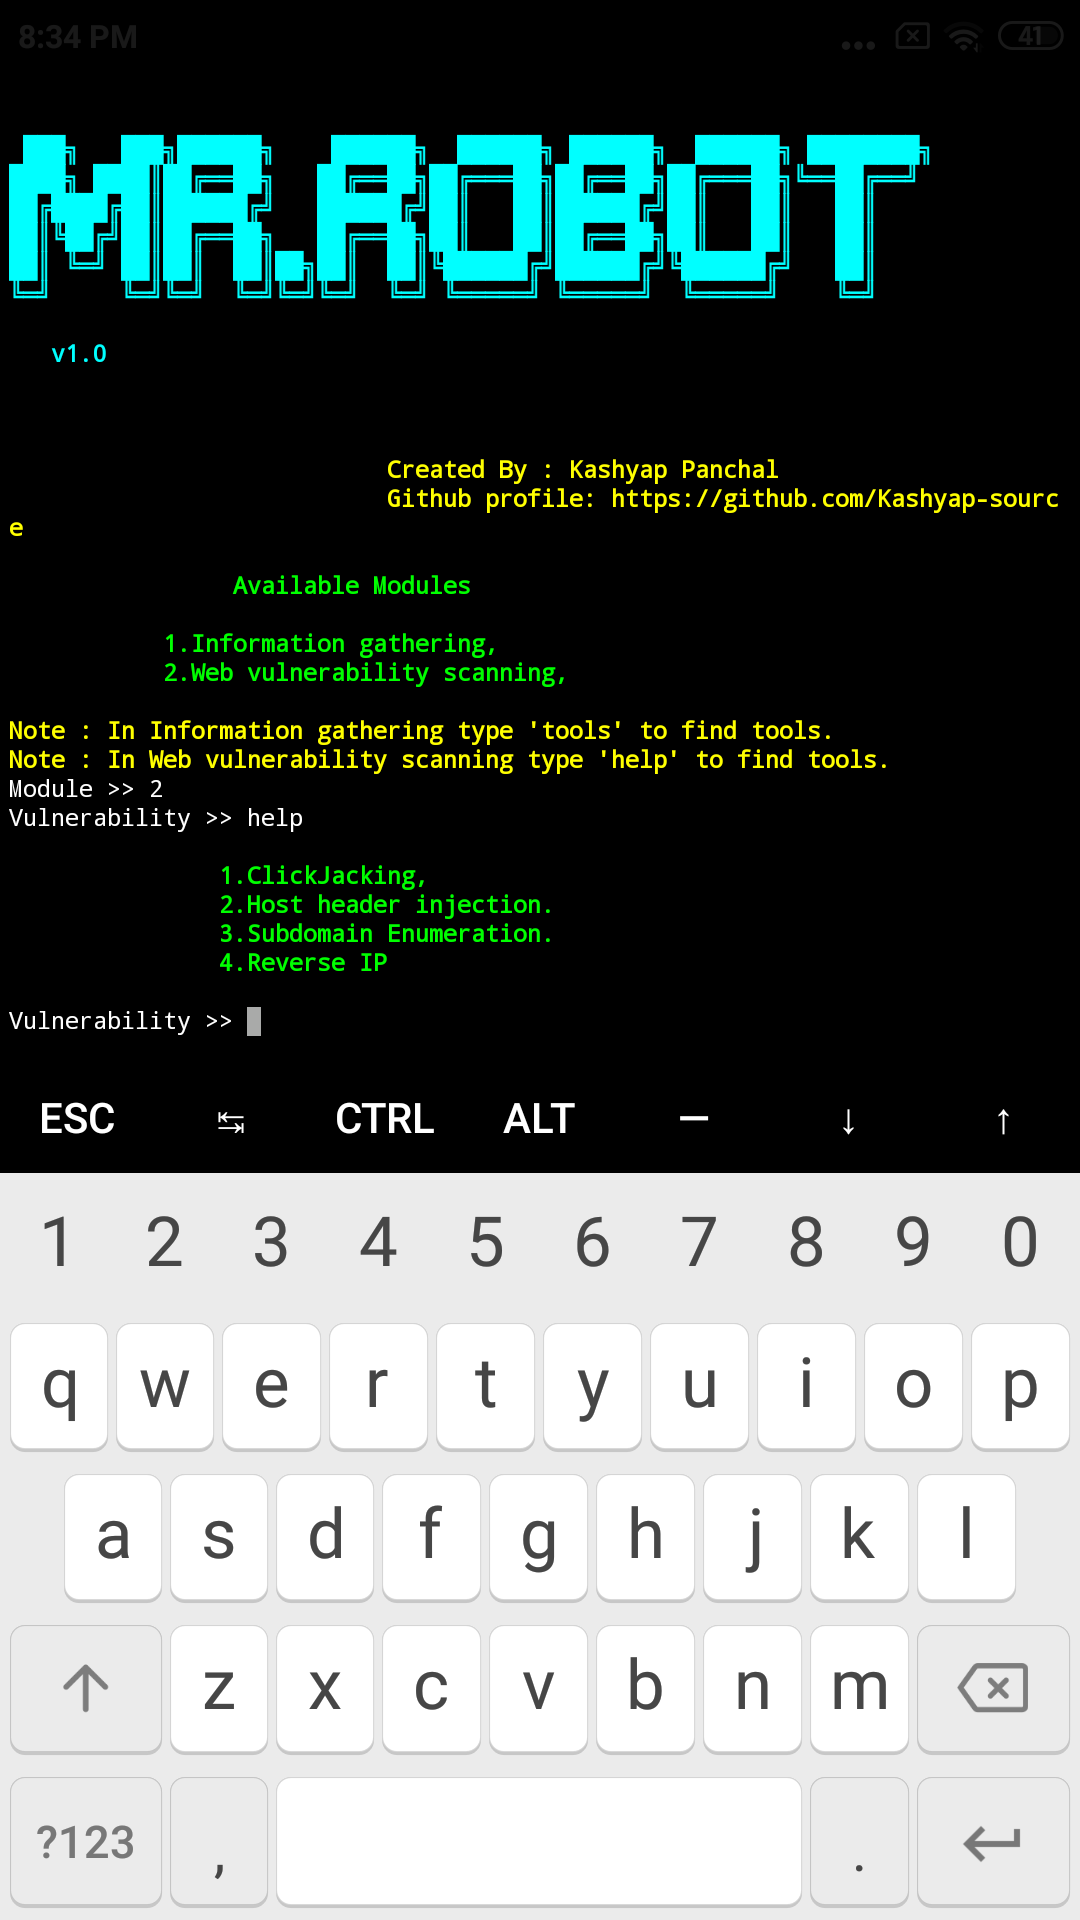 8:34 PM
... 41
MR.ROBOT
v1.0
Created By : Kashyap Panchal
Github profile: https://github.com/Kashyap-sourc
e
Available Modules
1.Information gathering,
2.Web vulnerability scanning,
Note : In Information gathering type 'tools' to find tools.
Note : In Web vulnerability scanning type 'help' to find tools.
Module >> 2
Vulnerability >> help
1.ClickJacking,
2.Host header injection.
3.Subdomain Enumeration.
4.Reverse IP
Vulnerability >>
ESC ↹ CTRL ALT — ↓ ↑
1 2 3 4 5 6 7 8 9 0
q w e r t y u i o p
a s d f g h j k l
z x c v b n m
?123 , .